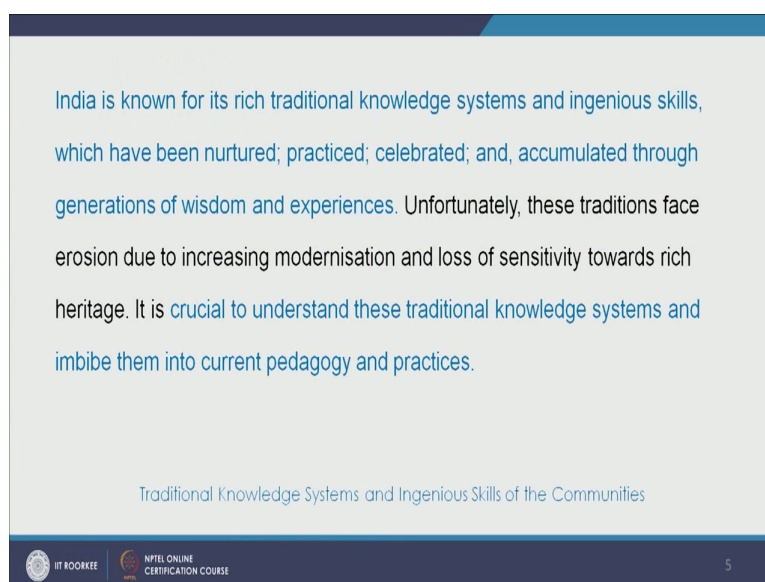 India is known for its rich traditional knowledge systems and ingenious skills,
which have been nurtured; practiced; celebrated; and, accumulated through
generations of wisdom and experiences. Unfortunately, these traditions face
erosion due to increasing modernisation and loss of sensitivity towards rich
heritage. It is crucial to understand these traditional knowledge systems and
imbibe them into current pedagogy and practices.
Traditional Knowledge Systems and Ingenious Skills of the Communities
IIT ROORKEE
NPTEL ONLINE
CERTIFICATION COURSE
5